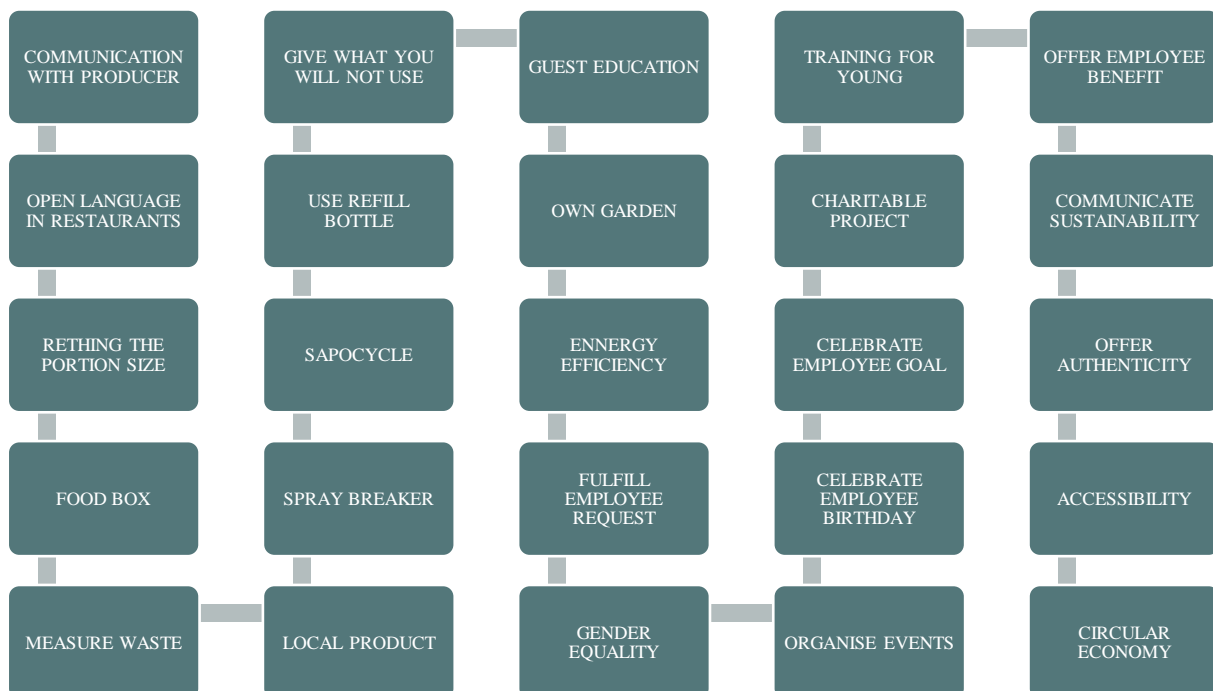 COMMUNICATION
WITH PRODUCER
OPEN LANGUAGE
IN RESTAURANTS
RETHING THE
PORTION SIZE
FOOD BOX
MEASURE WASTE
LOCAL PRODUCT
SPRAY BREAKER
SAPOCYCLE
USE REFILL
BOTTLE
GIVE WHAT YOU
WILL NOT USE
GUEST EDUCATION
OWN GARDEN
ENNERGY
EFFICIENCY
FULFILL
EMPLOYEE
REQUEST
GENDER
EQUALITY
ORGANISE EVENTS
CELEBRATE
EMPLOYEE
BIRTHDAY
CELEBRATE
EMPLOYEE GOAL
CHARITABLE
PROJECT
TRAINING FOR
YOUNG
OFFER EMPLOYEE
BENEFIT
COMMUNICATE
SUSTAINABILITY
OFFER
AUTHENTICITY
ACCESSIBILITY
CIRCULAR
ECONOMY